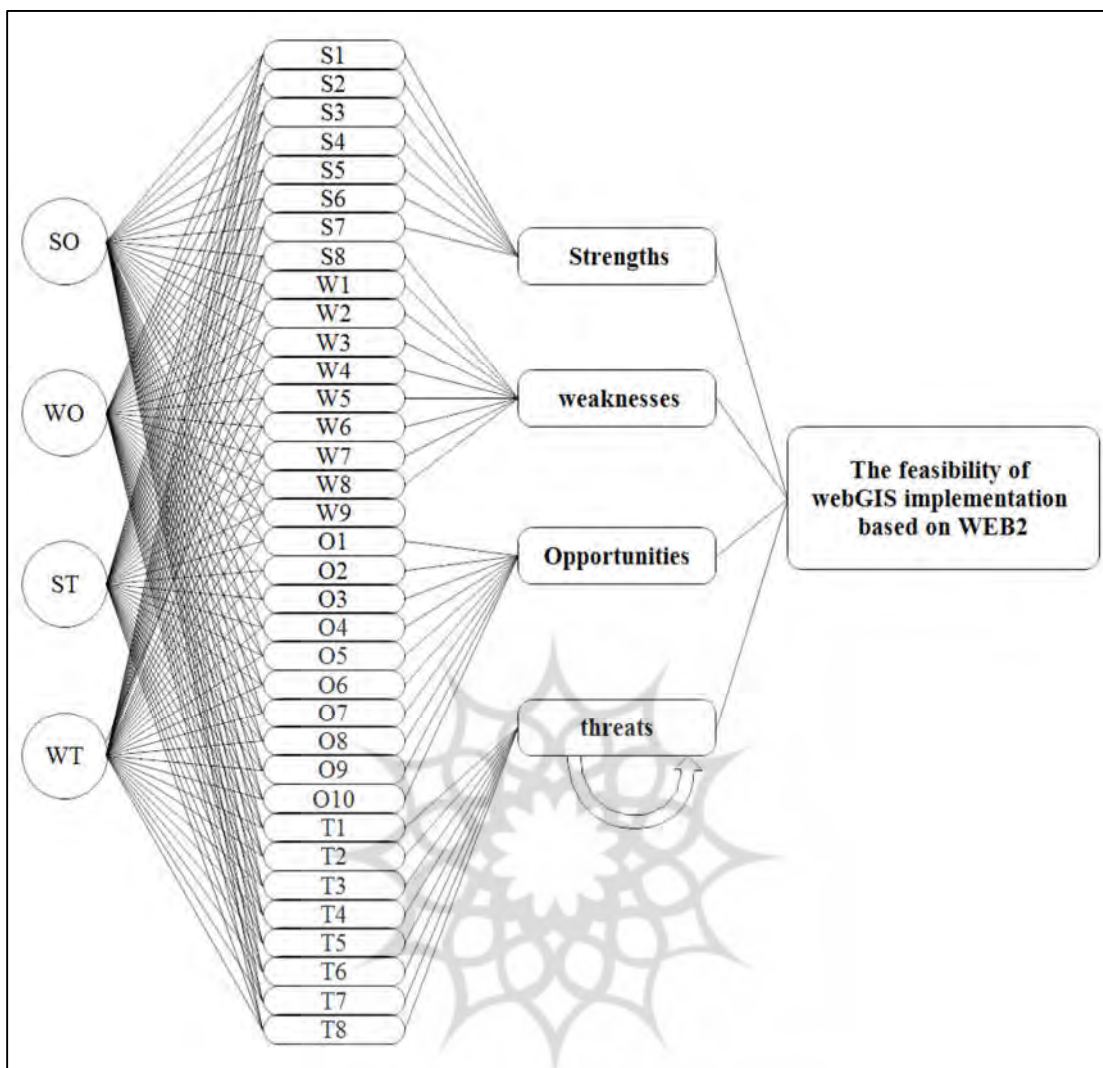 SO
WO
ST
WT
S1
S2
S3
S4
S5
S6
S7
S8
W1
W2
W3
W4
W5
W6
W7
W8
W9
O1
O2
O3
O4
O5
O6
O7
O8
O9
O10
T1
T2
T3
T4
T5
T6
T7
T8
Strengths
weaknesses
Opportunities
threats
The feasibility of
webGIS implementation
based on WEB2